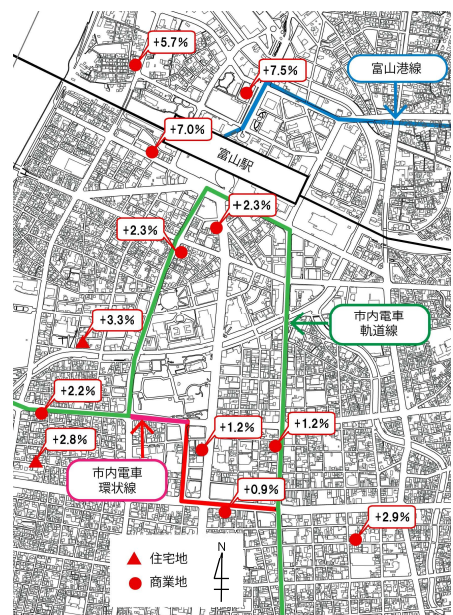 +5.7%
+7.5%
富山港線
+7.0%
富山駅
+2.3%
+2.3%
+3.3%
市内電車
軌道線
+2.2%
+2.8%
+1.2%
+1.2%
市内電車
環状線
+0.9%
+2.9%
住宅地
商業地
N
4